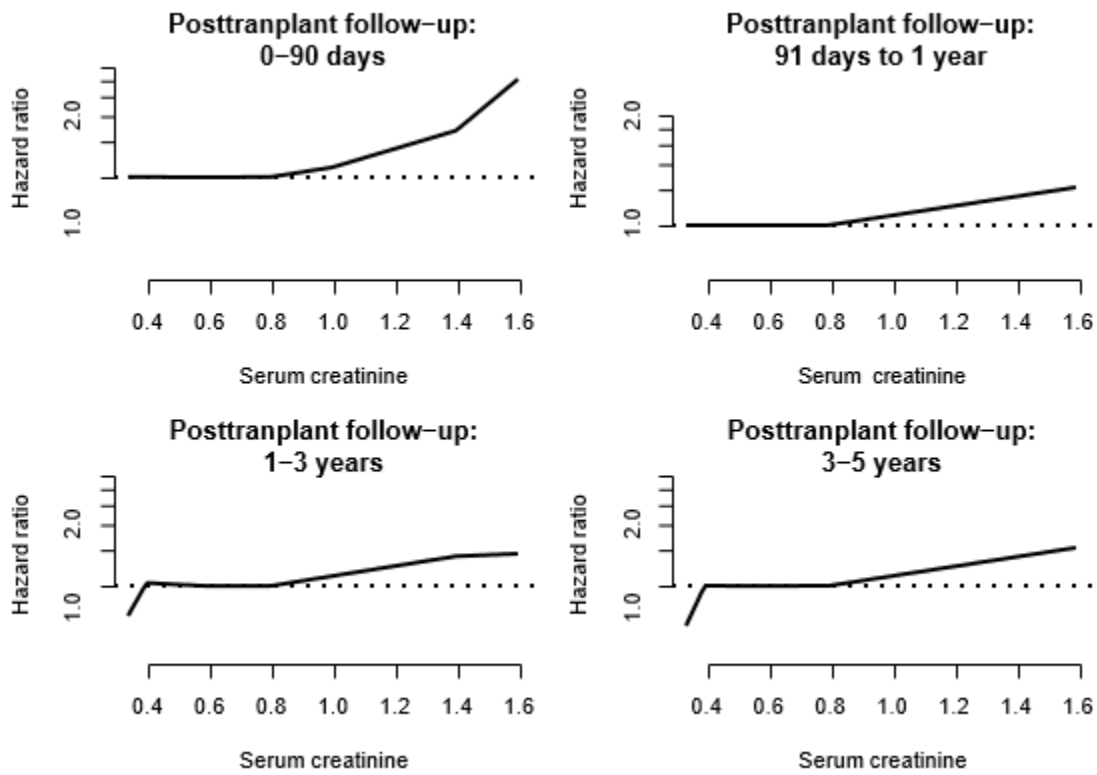 Posttranplant follow−up:
0−90 days
Hazard ratio
2.0
1.0
0.4 0.6 0.8 1.0 1.2 1.4 1.6
Serum creatinine
Posttranplant follow−up:
91 days to 1 year
Hazard ratio
2.0
1.0
0.4 0.6 0.8 1.0 1.2 1.4 1.6
Serum creatinine
Posttranplant follow−up:
1−3 years
Hazard ratio
2.0
1.0
0.4 0.6 0.8 1.0 1.2 1.4 1.6
Serum creatinine
Posttranplant follow−up:
3−5 years
Hazard ratio
2.0
1.0
0.4 0.6 0.8 1.0 1.2 1.4 1.6
Serum creatinine